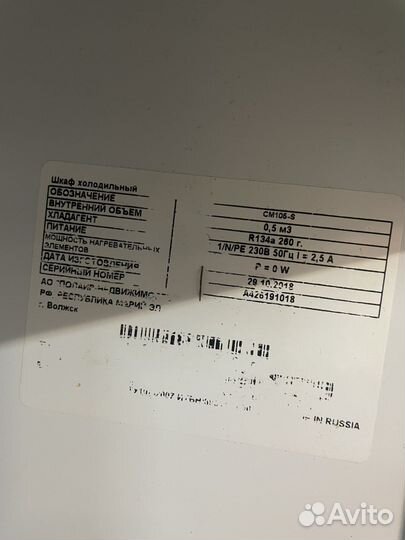 Шкаф холодильный
ОБОЗНАЧЕНИЕ CM105-S
ВНУТРЕННИЙ ОБЪЕМ 0,5 м3
ХЛАДАГЕНТ R134a 260 г.
ПИТАНИЕ 1/N/PE 230В 50Гц I = 2,5 А
МОЩНОСТЬ НАГРЕВАТЕЛЬНЫХ
ЭЛЕМЕНТОВ P = 0 W
ДАТА ИЗГОТОВЛЕНИЯ 29.10.2018
СЕРИЙНЫЙ НОМЕР A426191018
АО
РФ, РЕСПУБЛИКА МАРИЙ ЭЛ
г. Волжск
IN RUSSIA
Avito